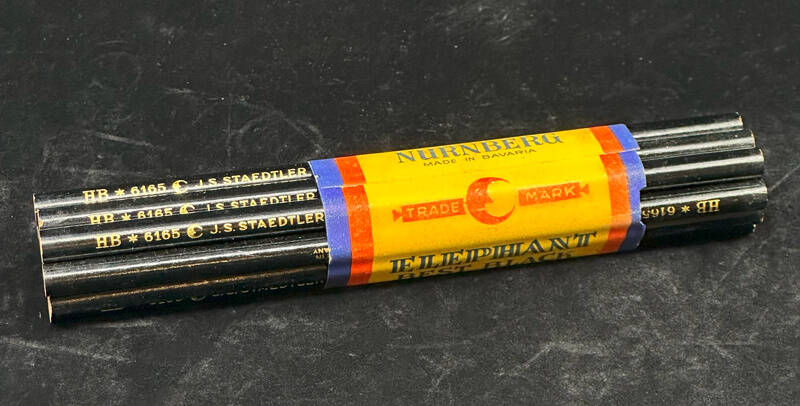 HB * 6165 J.S. STAEDTLER
HB * 6165 J.S. STAEDTLER
HB * 6165 J.S. STAEDTLER
NÜRNBERG
MADE IN BAVARIA
TRADE MARK
ELEPHANT
BEST BLACK
HB * 6165